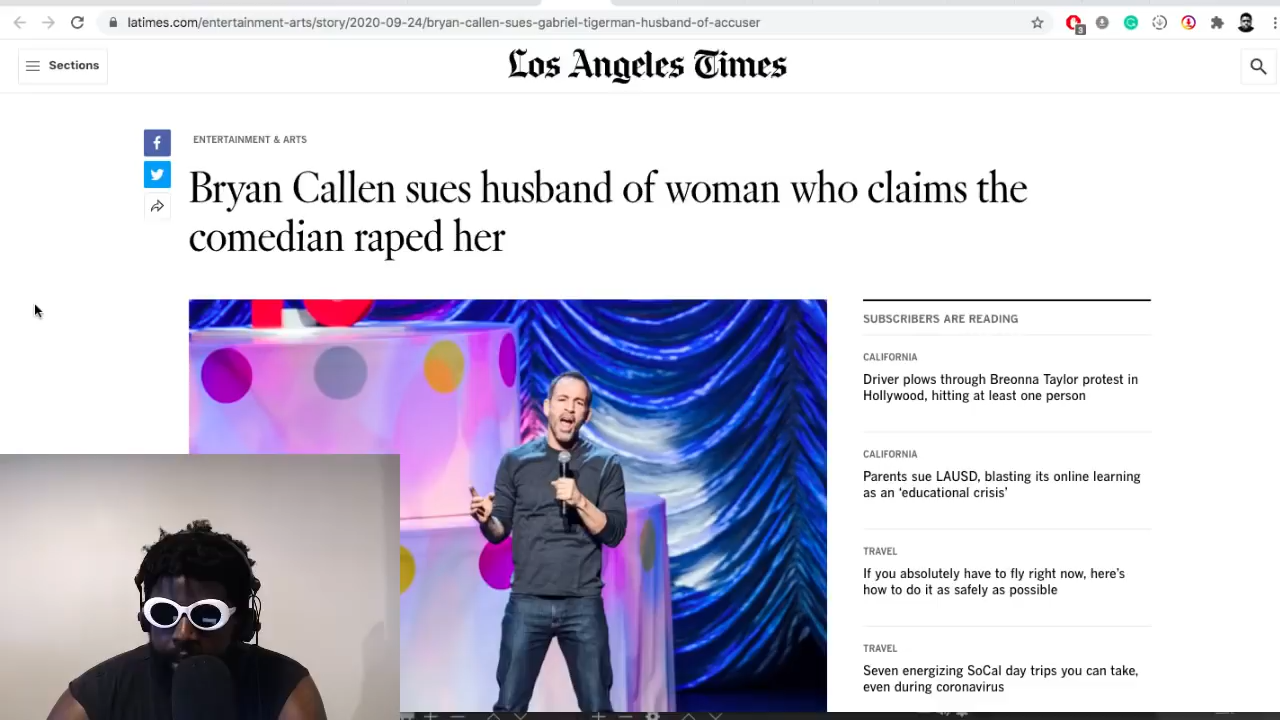 latimes.com/entertainment-arts/story/2020-09-24/bryan-callen-sues-gabriel-tigerman-husband-of-accuser
3
Sections
Los Angeles Times
ENTERTAINMENT & ARTS
Bryan Callen sues husband of woman who claims the
comedian raped her
SUBSCRIBERS ARE READING
CALIFORNIA
Driver plows through Breonna Taylor protest in
Hollywood, hitting at least one person
CALIFORNIA
Parents sue LAUSD, blasting its online learning
as an ‘educational crisis’
TRAVEL
If you absolutely have to fly right now, here’s
how to do it as safely as possible
TRAVEL
Seven energizing SoCal day trips you can take,
even during coronavirus